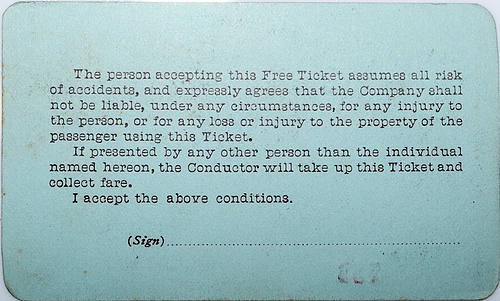 The person accepting this Free Ticket assumes all risk
of accidents, and expressly agrees that the Company shall
not be liable, under any circumstances, for any injury to
the person, or for any loss or injury to the property of the
passenger using this Ticket.
If presented by any other person than the individual
named hereon, the Conductor will take up this Ticket and
collect fare.
I accept the above conditions.
(Sign)......................................................................